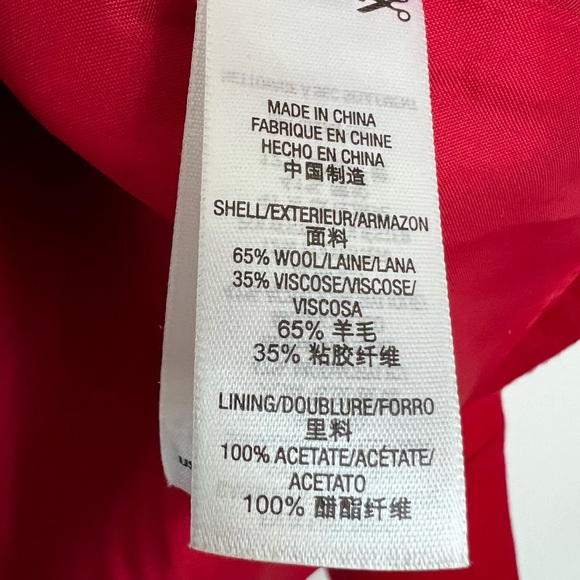 MADE IN CHINA
FABRIQUE EN CHINE
HECHO EN CHINA
中国制造
SHELL/EXTERIEUR/ARMAZON
面料
65% WOOL/LAINE/LANA
35% VISCOSE/VISCOSE/
VISCOSA
65% 羊毛
35% 粘胶纤维
LINING/DOUBLURE/FORRO
里料
100% ACETATE/ACÉTATE/
ACETATO
100% 醋酯纤维